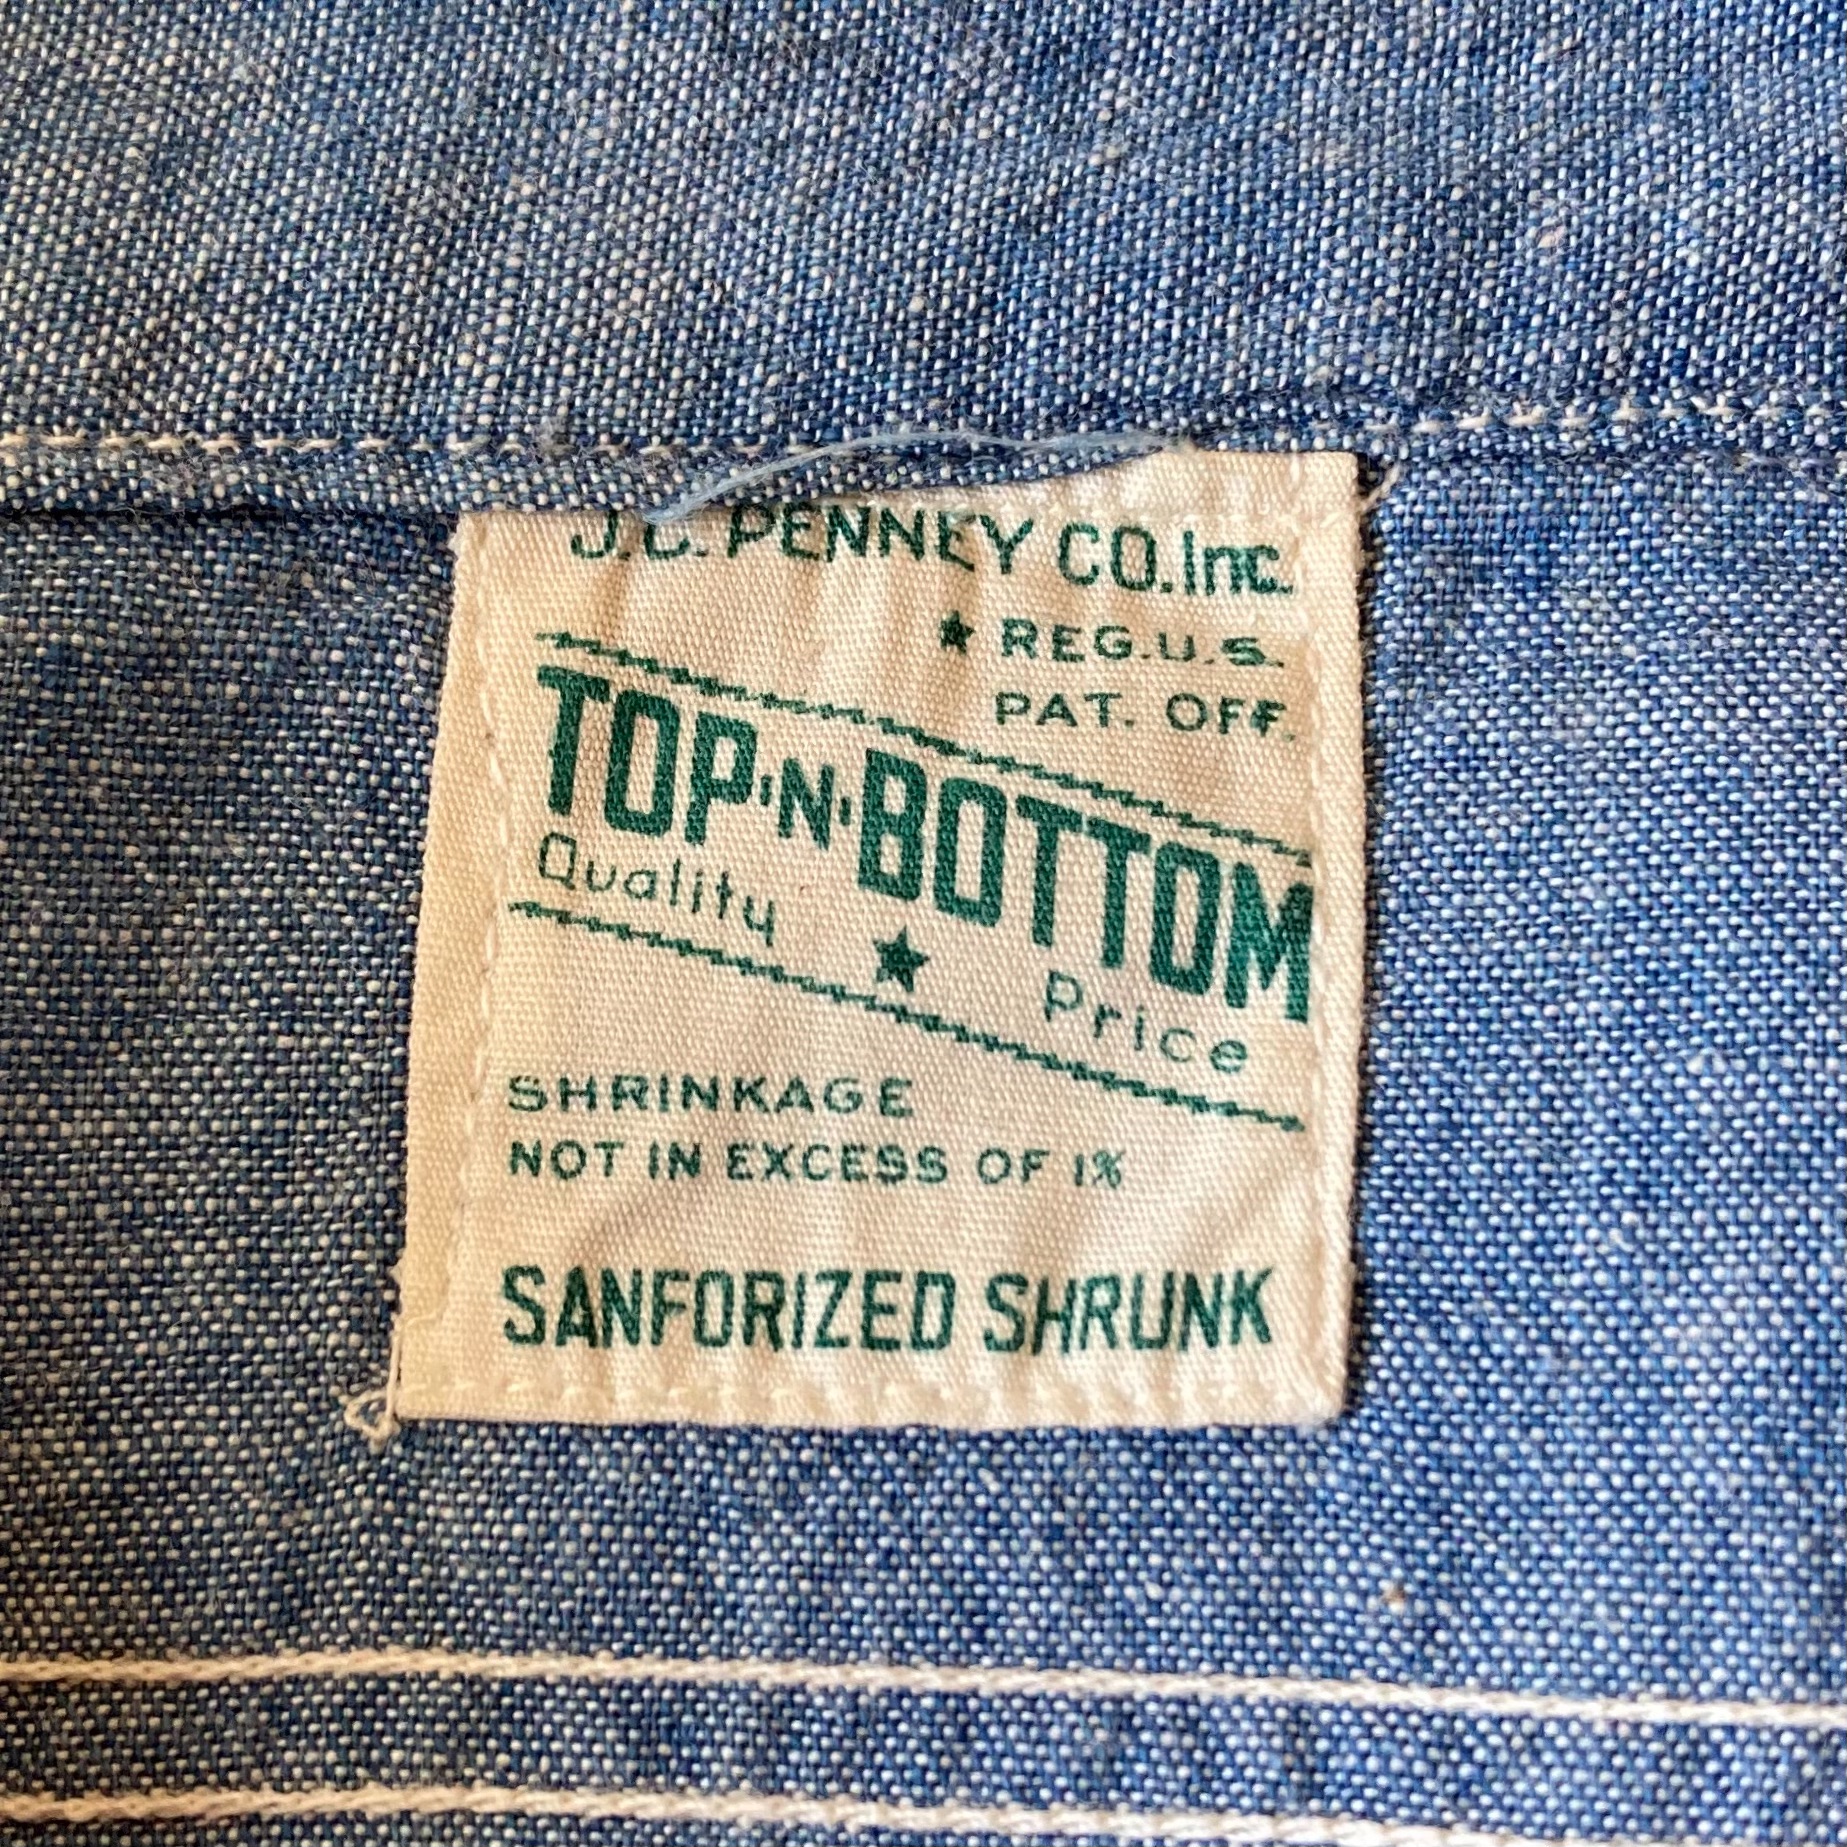 J.C. PENNEY CO.Inc.
★ REG.U.S.
PAT. OFF.
TOP·'N'·BOTTOM
Quality ★ Price
SHRINKAGE
NOT IN EXCESS OF 1%
SANFORIZED SHRUNK